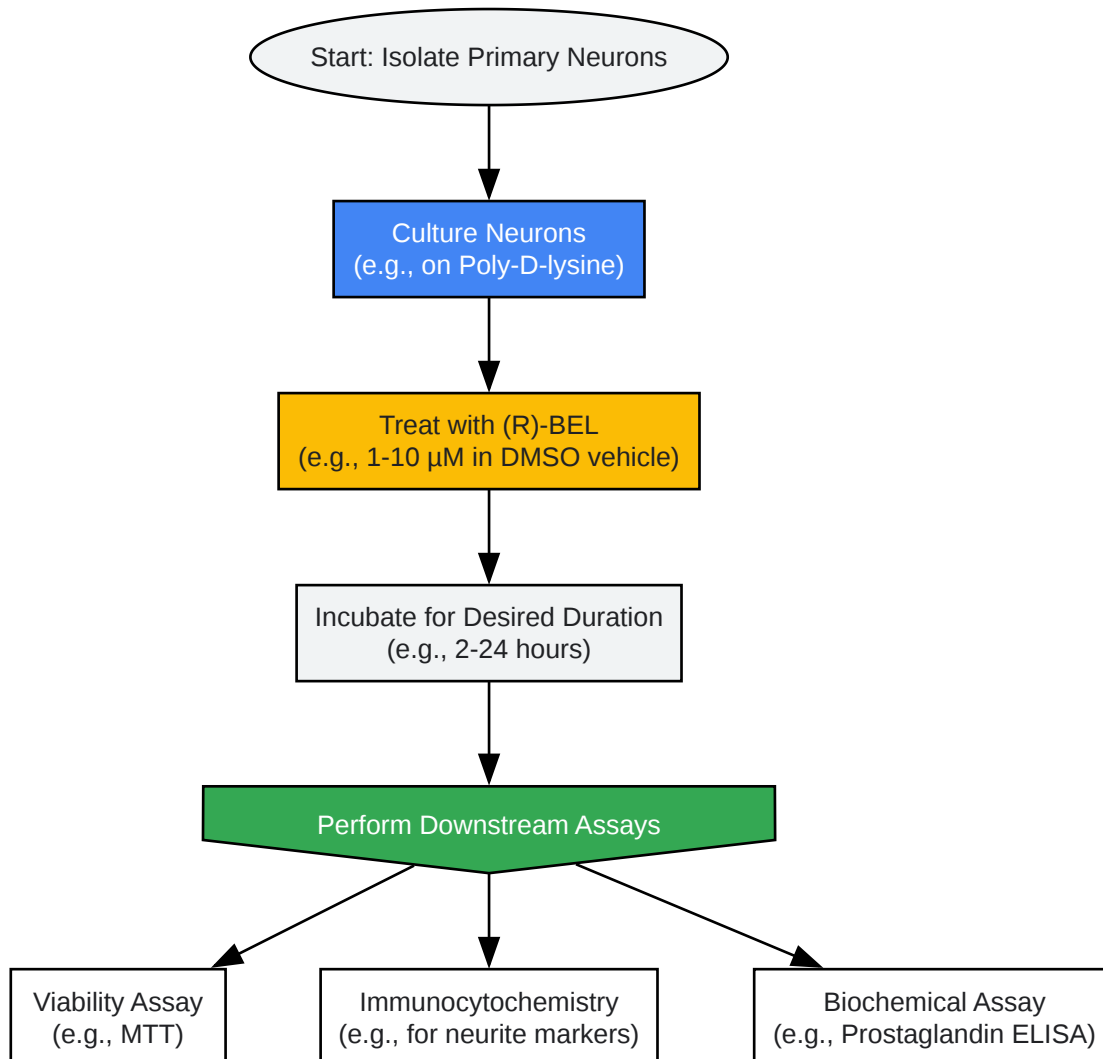 Start: Isolate Primary Neurons
Culture Neurons
(e.g., on Poly-D-lysine)
Treat with (R)-BEL
(e.g., 1-10 µM in DMSO vehicle)
Incubate for Desired Duration
(e.g., 2-24 hours)
Perform Downstream Assays
Viability Assay
(e.g., MTT)
Immunocytochemistry
(e.g., for neurite markers)
Biochemical Assay
(e.g., Prostaglandin ELISA)